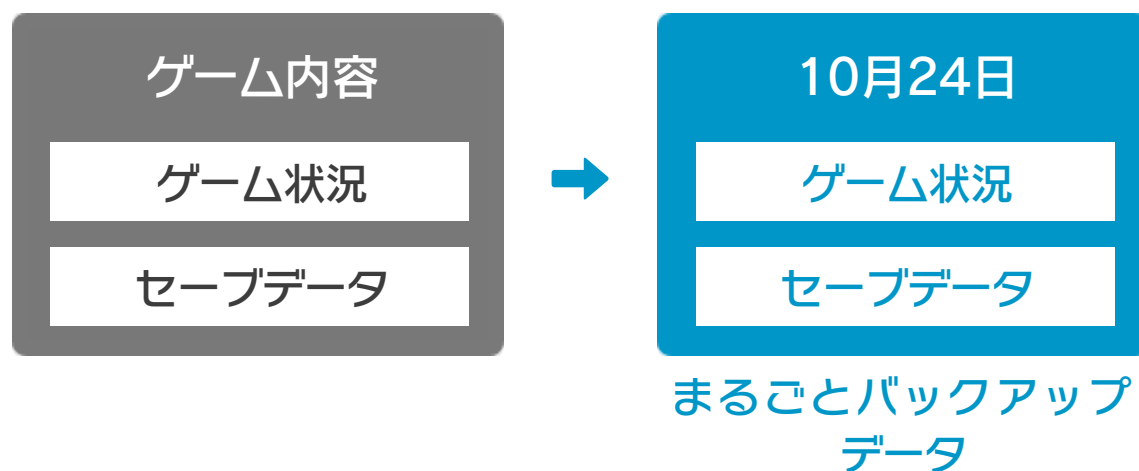 ゲーム内容
ゲーム状況
セーブデータ
10月24日
ゲーム状況
セーブデータ
まるごとバックアップ
データ